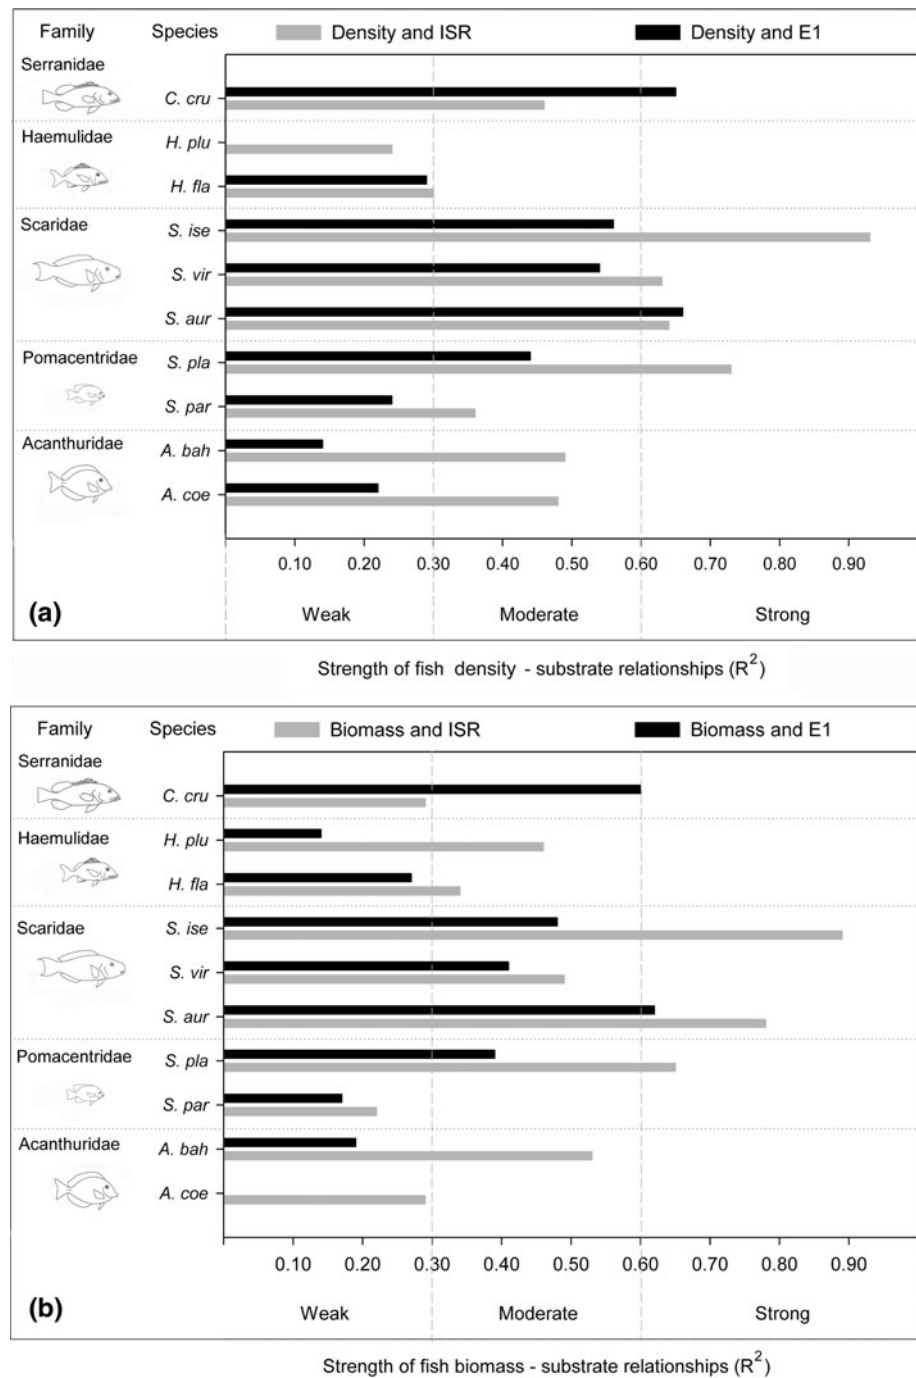 Family Species Density and ISR Density and E1
Serranidae
C. cru
Haemulidae
H. plu
H. fla
Scaridae
S. ise
S. vir
S. aur
Pomacentridae
S. pla
S. par
Acanthuridae
A. bah
A. coe
0.10 0.20 0.30 0.40 0.50 0.60 0.70 0.80 0.90
(a) Weak Moderate Strong
Strength of fish density - substrate relationships (R²)
Family Species Biomass and ISR Biomass and E1
Serranidae
C. cru
Haemulidae
H. plu
H. fla
Scaridae
S. ise
S. vir
S. aur
Pomacentridae
S. pla
S. par
Acanthuridae
A. bah
A. coe
0.10 0.20 0.30 0.40 0.50 0.60 0.70 0.80 0.90
(b) Weak Moderate Strong
Strength of fish biomass - substrate relationships (R²)